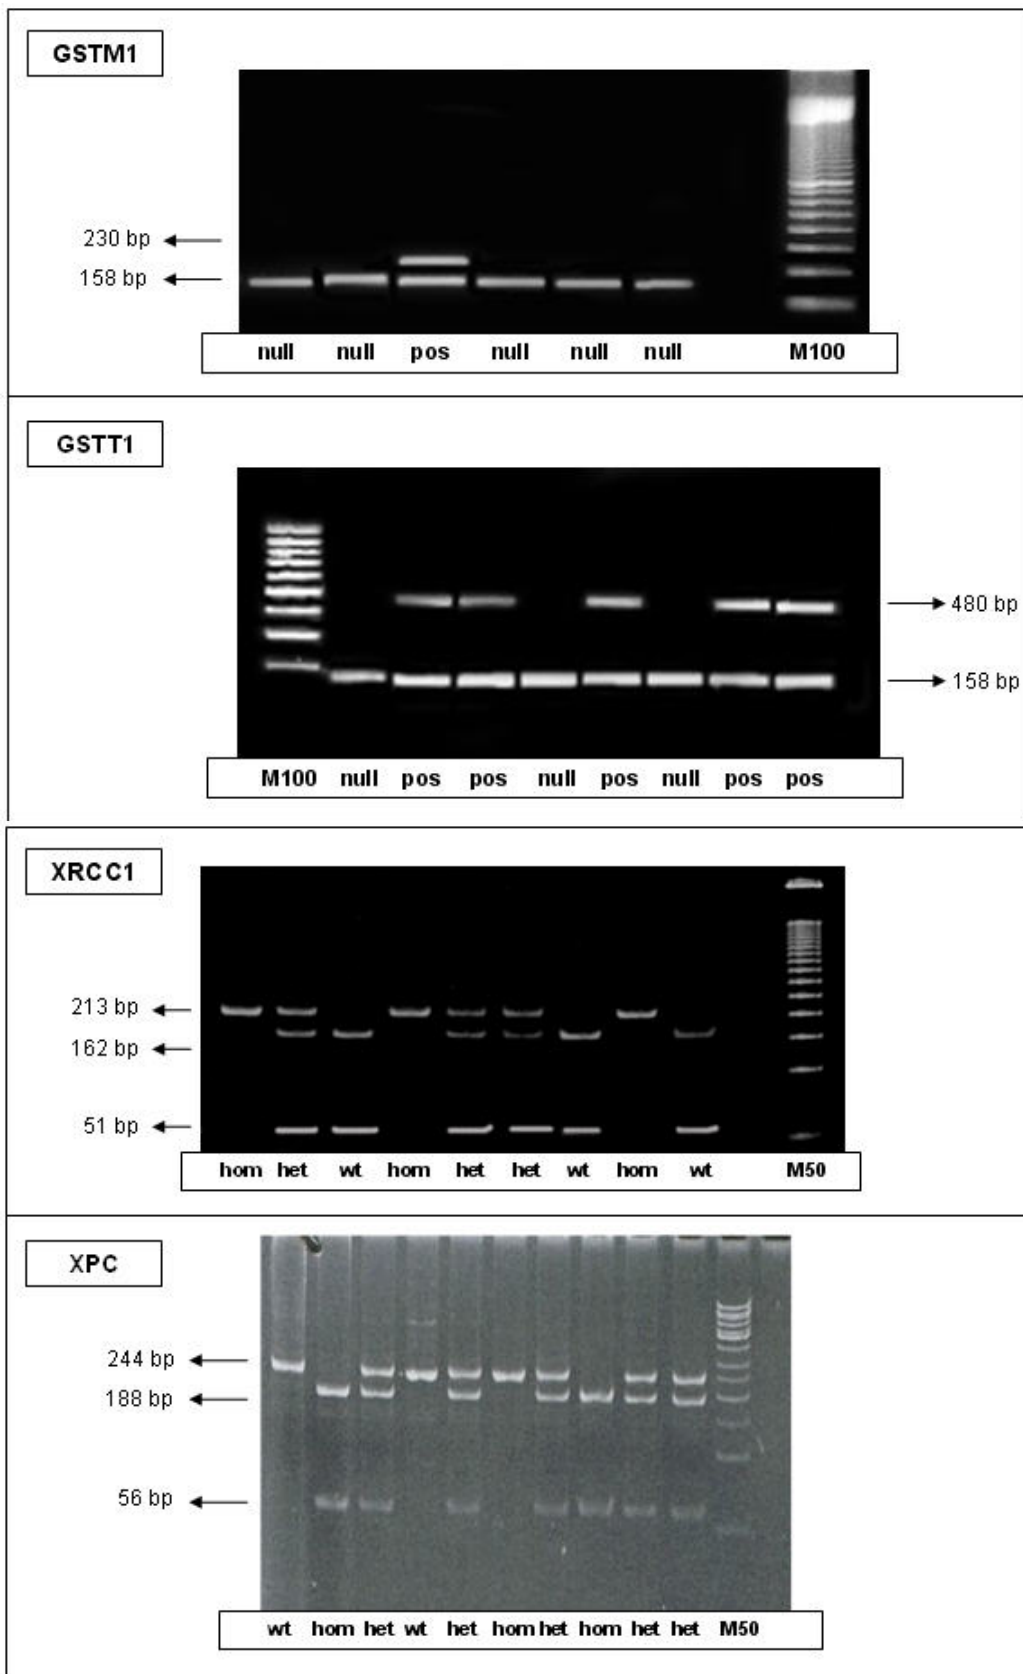 GSTM1
230 bp
158 bp
null null pos null null null M100
GSTT1
480 bp
158 bp
M100 null pos pos null pos null pos pos
XRCC1
213 bp
162 bp
51 bp
hom het wt hom het het wt hom wt M50
XPC
244 bp
188 bp
56 bp
wt hom het wt het hom het hom het het M50